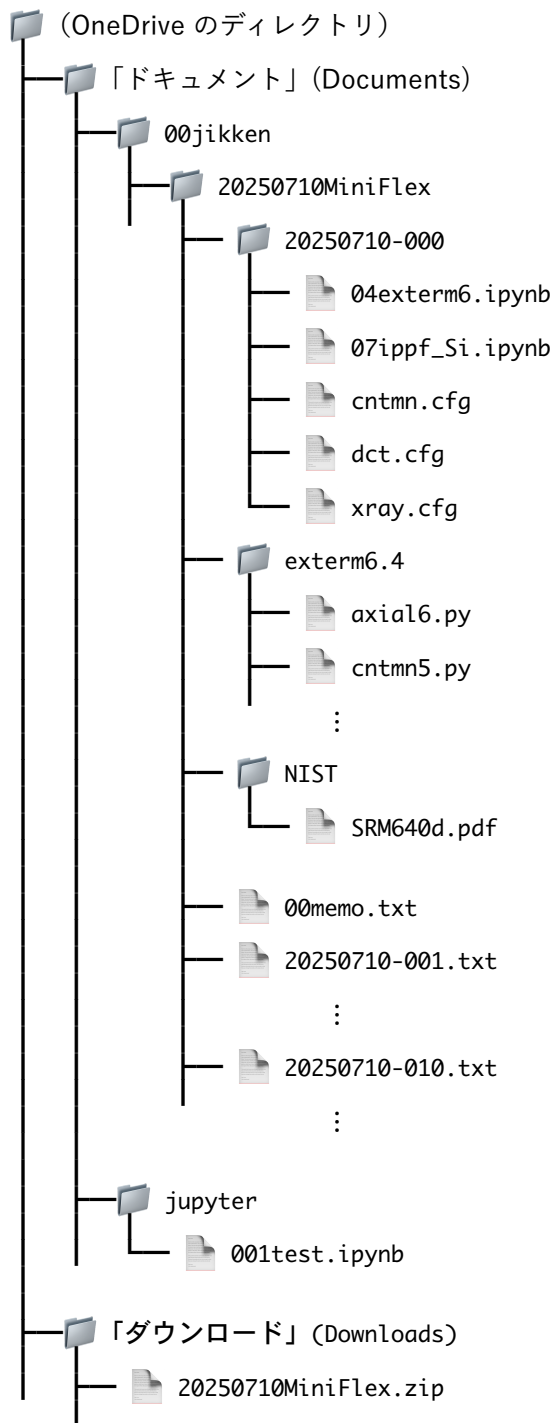 （OneDrive のディレクトリ）
「ドキュメント」(Documents)
00jikken
20250710MiniFlex
20250710-000
04exterm6.ipynb
07ippf_Si.ipynb
cntmn.cfg
dct.cfg
xray.cfg
exterm6.4
axial6.py
cntmn5.py
⋮
NIST
SRM640d.pdf
00memo.txt
20250710-001.txt
⋮
20250710-010.txt
⋮
jupyter
001test.ipynb
「ダウンロード」(Downloads)
20250710MiniFlex.zip